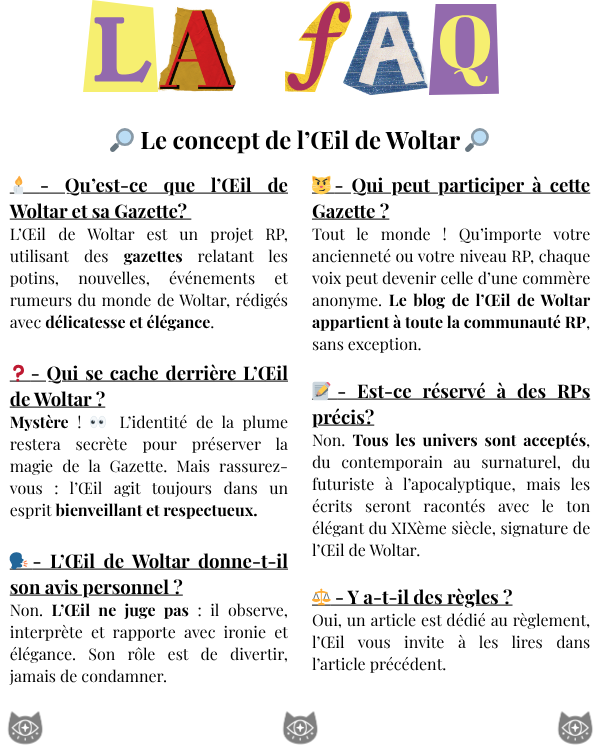 LA fAQ
🔎 Le concept de l’Œil de Woltar 🔎
🕯️ - Qu’est-ce que l’Œil de
Woltar et sa Gazette?
L’Œil de Woltar est un projet RP,
utilisant des gazettes relatant les
potins, nouvelles, événements et
rumeurs du monde de Woltar, rédigés
avec délicatesse et élégance.
❓ - Qui se cache derrière L’Œil
de Woltar ?
Mystère ! 👀 L’identité de la plume
restera secrète pour préserver la
magie de la Gazette. Mais rassurez-
vous : l’Œil agit toujours dans un
esprit bienveillant et respectueux.
🗣️ - L’Œil de Woltar donne-t-il
son avis personnel ?
Non. L’Œil ne juge pas : il observe,
interprète et rapporte avec ironie et
élégance. Son rôle est de divertir,
jamais de condamner.
😼 - Qui peut participer à cette
Gazette ?
Tout le monde ! Qu’importe votre
ancienneté ou votre niveau RP, chaque
voix peut devenir celle d’une commère
anonyme. Le blog de l’Œil de Woltar
appartient à toute la communauté RP,
sans exception.
📝 - Est-ce réservé à des RPs
précis?
Non. Tous les univers sont acceptés,
du contemporain au surnaturel, du
futuriste à l’apocalyptique, mais les
écrits seront racontés avec le ton
élégant du XIXème siècle, signature de
l’Œil de Woltar.
⚖️ - Y a-t-il des règles ?
Oui, un article est dédié au règlement,
l’Œil vous invite à les lires dans
l’article précédent.